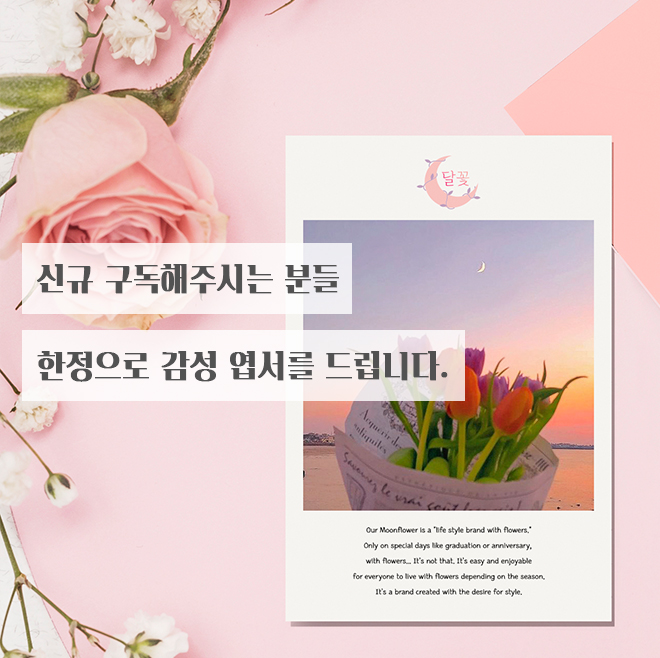 달꽃
신규 구독해주시는 분들
한정으로 감성 엽서를 드립니다.
Our Moonflower is a "life style brand with flowers."
Only on special days like graduation or anniversary,
with flowers... It's not that. It's easy and enjoyable
for everyone to live with flowers depending on the season.
It's a brand created with the desire for style.